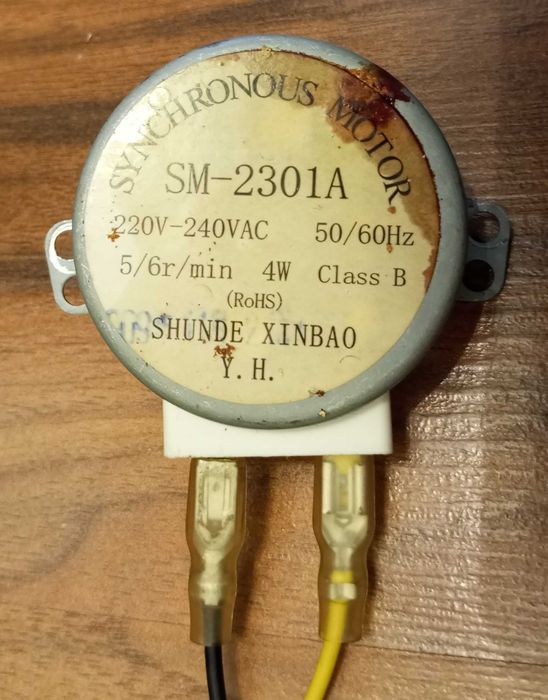 SYNCHRONOUS MOTOR
SM-2301A
220V-240VAC 50/60Hz
5/6r/min 4W Class B
(RoHS)
SHUNDE XINBAO
Y.H.